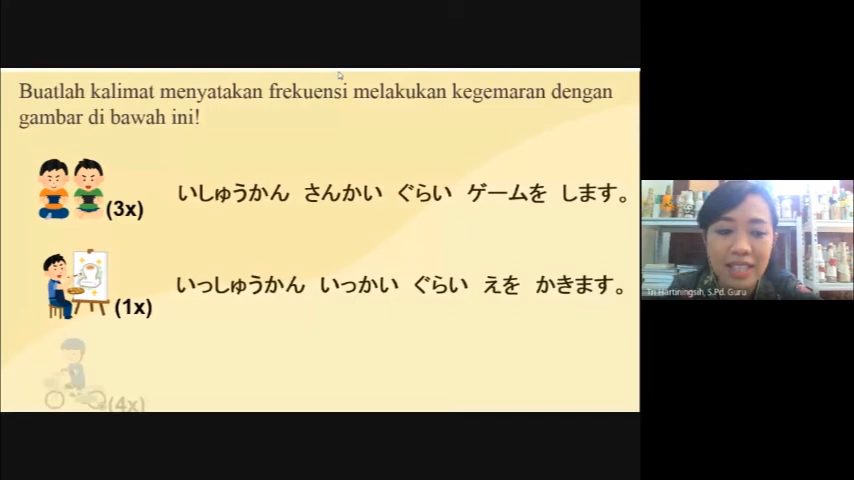 Buatlah kalimat menyatakan frekuensi melakukan kegemaran dengan
gambar di bawah ini!
(3x) いしゅうかん さんかい ぐらい ゲームを します。
(1x) いっしゅうかん いっかい ぐらい えを かきます。
(4x)
Tri Hartiningsih, S.Pd. Guru